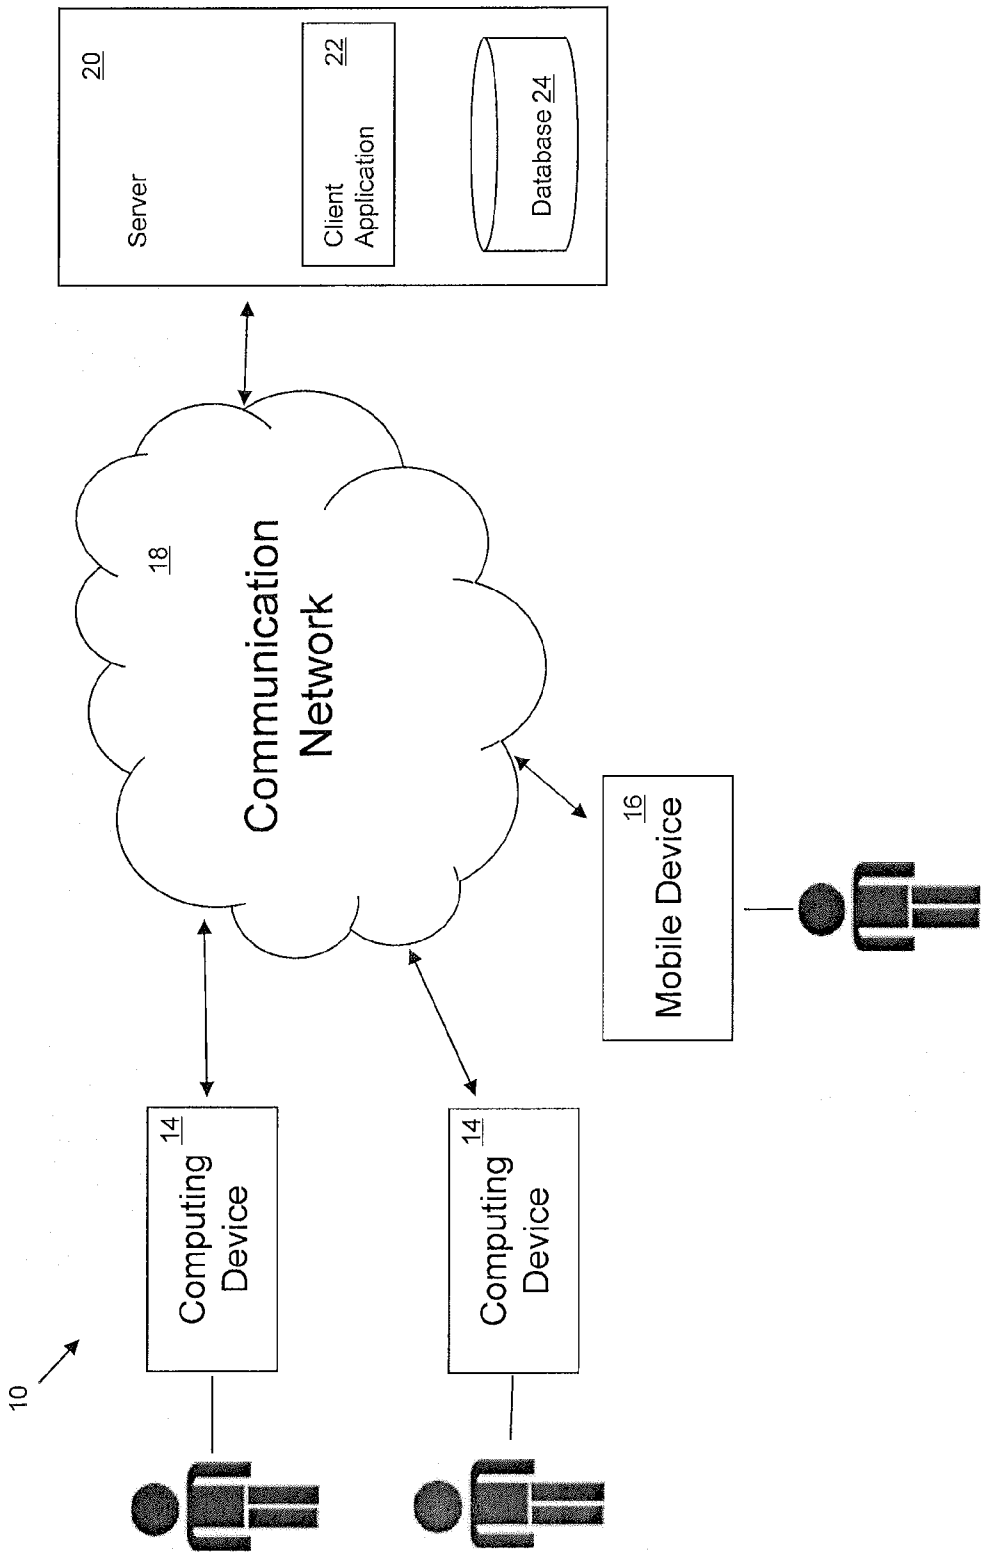 10
14
Computing
Device
14
Computing
Device
16
Mobile Device
18
Communication
Network
20
Server
22
Client
Application
Database 24